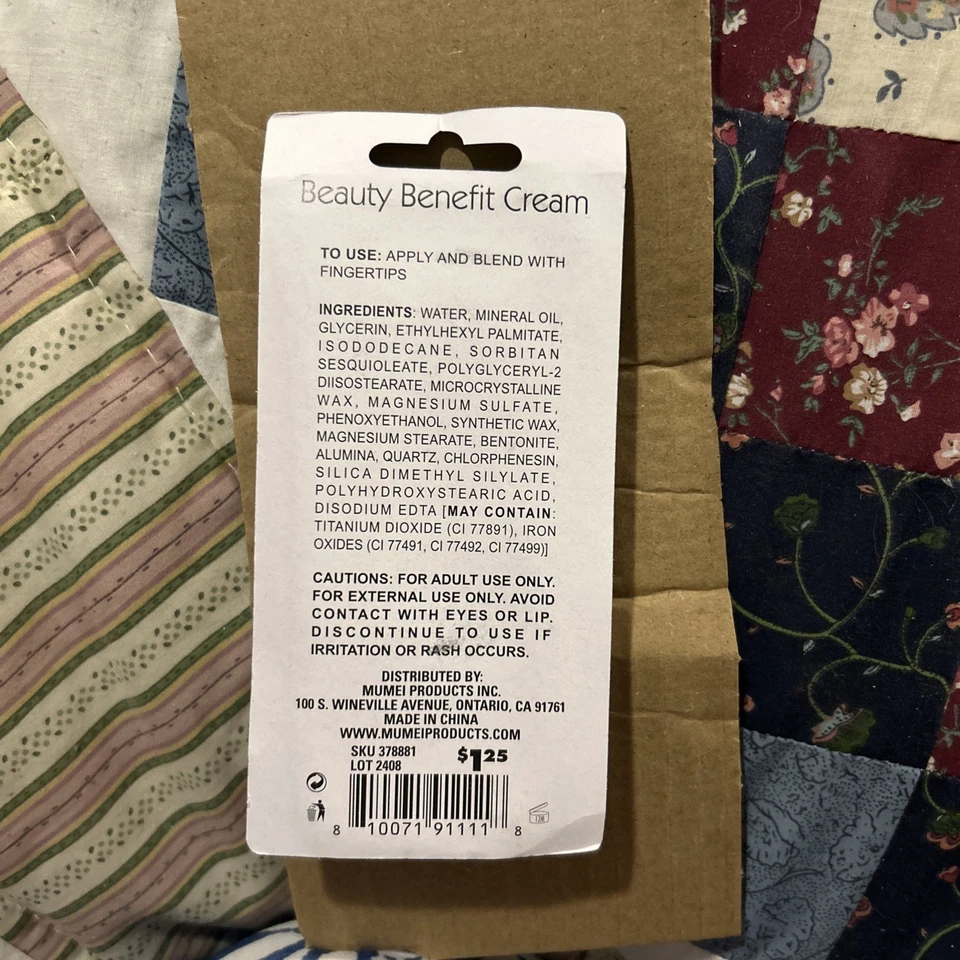 Beauty Benefit Cream
TO USE: APPLY AND BLEND WITH
FINGERTIPS
INGREDIENTS: WATER, MINERAL OIL,
GLYCERIN, ETHYLHEXYL PALMITATE,
ISODODECANE, SORBITAN
SESQUIOLEATE, POLYGLYCERYL-2
DIISOSTEARATE, MICROCRYSTALLINE
WAX, MAGNESIUM SULFATE,
PHENOXYETHANOL, SYNTHETIC WAX,
MAGNESIUM STEARATE, BENTONITE,
ALUMINA, QUARTZ, CHLORPHENESIN,
SILICA DIMETHYL SILYLATE,
POLYHYDROXYSTEARIC ACID,
DISODIUM EDTA [MAY CONTAIN:
TITANIUM DIOXIDE (CI 77891), IRON
OXIDES (CI 77491, CI 77492, CI 77499)]
CAUTIONS: FOR ADULT USE ONLY.
FOR EXTERNAL USE ONLY. AVOID
CONTACT WITH EYES OR LIP.
DISCONTINUE TO USE IF
IRRITATION OR RASH OCCURS.
DISTRIBUTED BY:
MUMEI PRODUCTS INC.
100 S. WINEVILLE AVENUE, ONTARIO, CA 91761
MADE IN CHINA
WWW.MUMEIPRODUCTS.COM
SKU 378881
LOT 2408
$1.25
8 10071 91111 8
12M